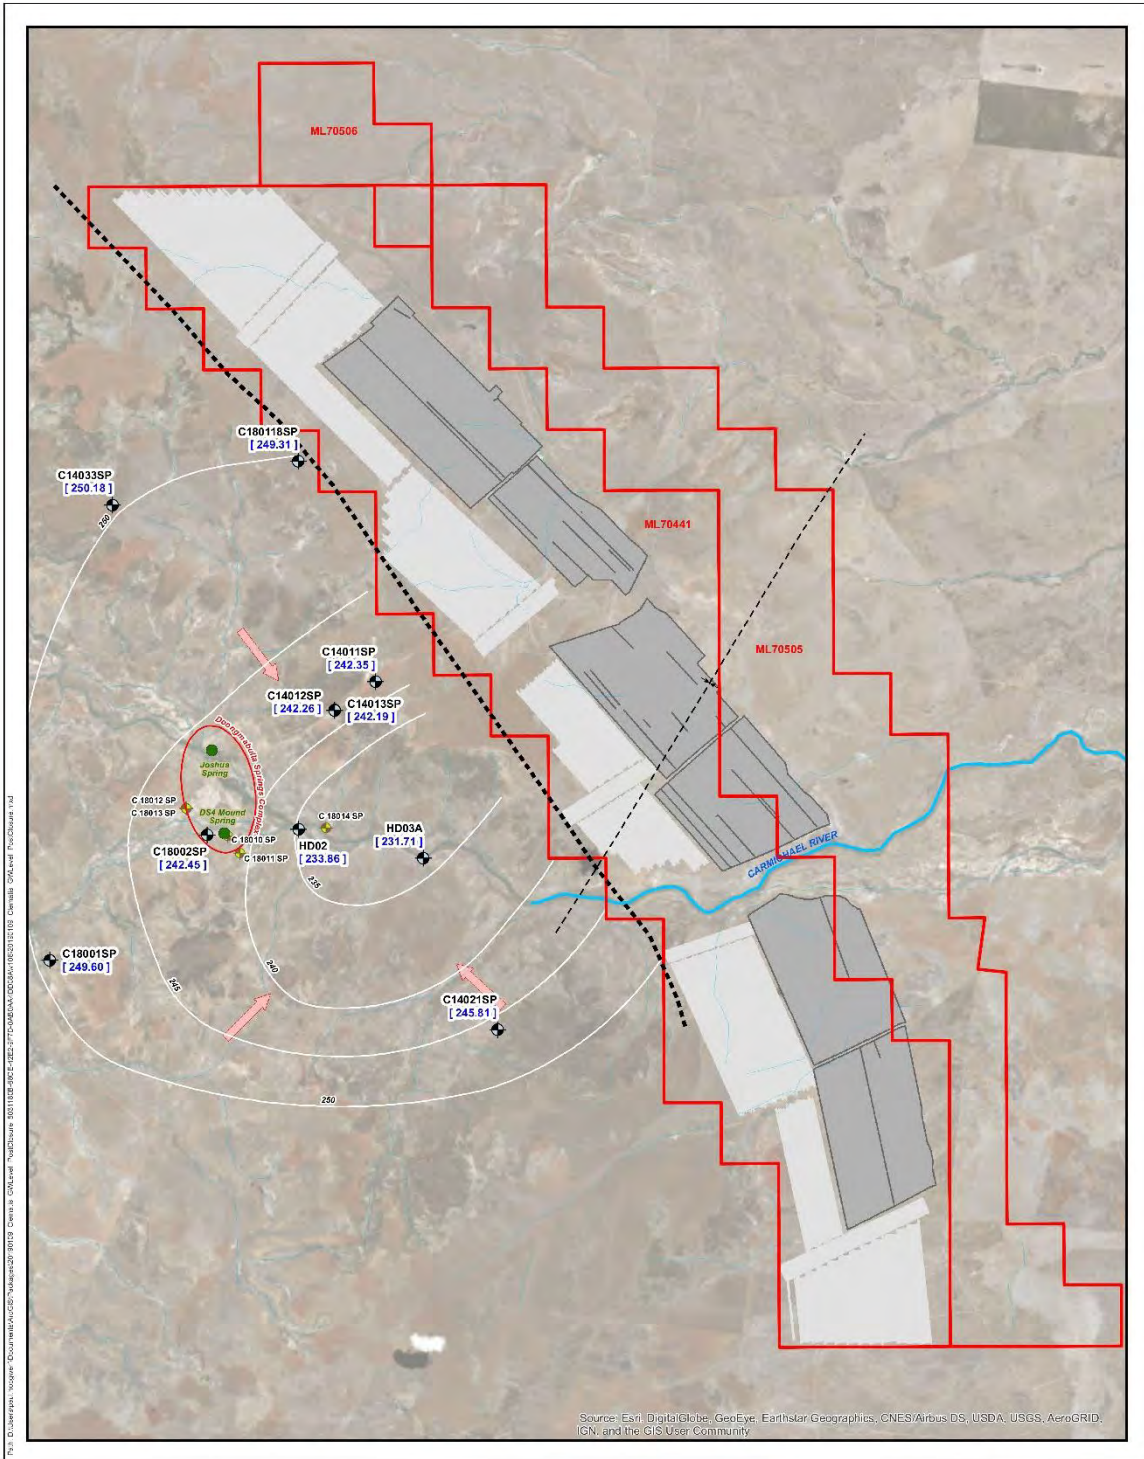 ML70506
C180118SP
[ 249.31 ]
C14033SP
[ 250.18 ]
250
ML70441
ML70505
C14011SP
[ 242.35 ]
C14012SP
[ 242.26 ]
C14013SP
[ 242.19 ]
Doongmabulla Springs Complex
Joshua
Spring
C 18012 SP
C 18013 SP
DS4 Mound
Spring
C 18010 SP
C 18011 SP
C18002SP
[ 242.45 ]
C 18014 SP
HD02
[ 233.86 ]
HD03A
[ 231.71 ]
235
CARMICHAEL RIVER
C18001SP
[ 249.60 ]
240
245
C14021SP
[ 245.81 ]
250
Source: Esri, DigitalGlobe, GeoEye, Earthstar Geographics, CNES/Airbus DS, USDA, USGS, AeroGRID,
IGN, and the GIS User Community